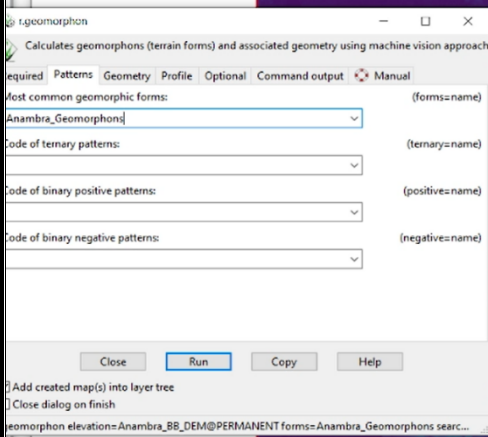 r.geomorphon
Calculates geomorphons (terrain forms) and associated geometry using machine vision approach
equired Patterns Geometry Profile Optional Command output Manual
Most common geomorphic forms: (forms=name)
Anambra_Geomorphons
Code of ternary patterns: (ternary=name)
Code of binary positive patterns: (positive=name)
Code of binary negative patterns: (negative=name)
Close Run Copy Help
Add created map(s) into layer tree
Close dialog on finish
geomorphon elevation=Anambra_BB_DEM@PERMANENT forms=Anambra_Geomorphons searc...